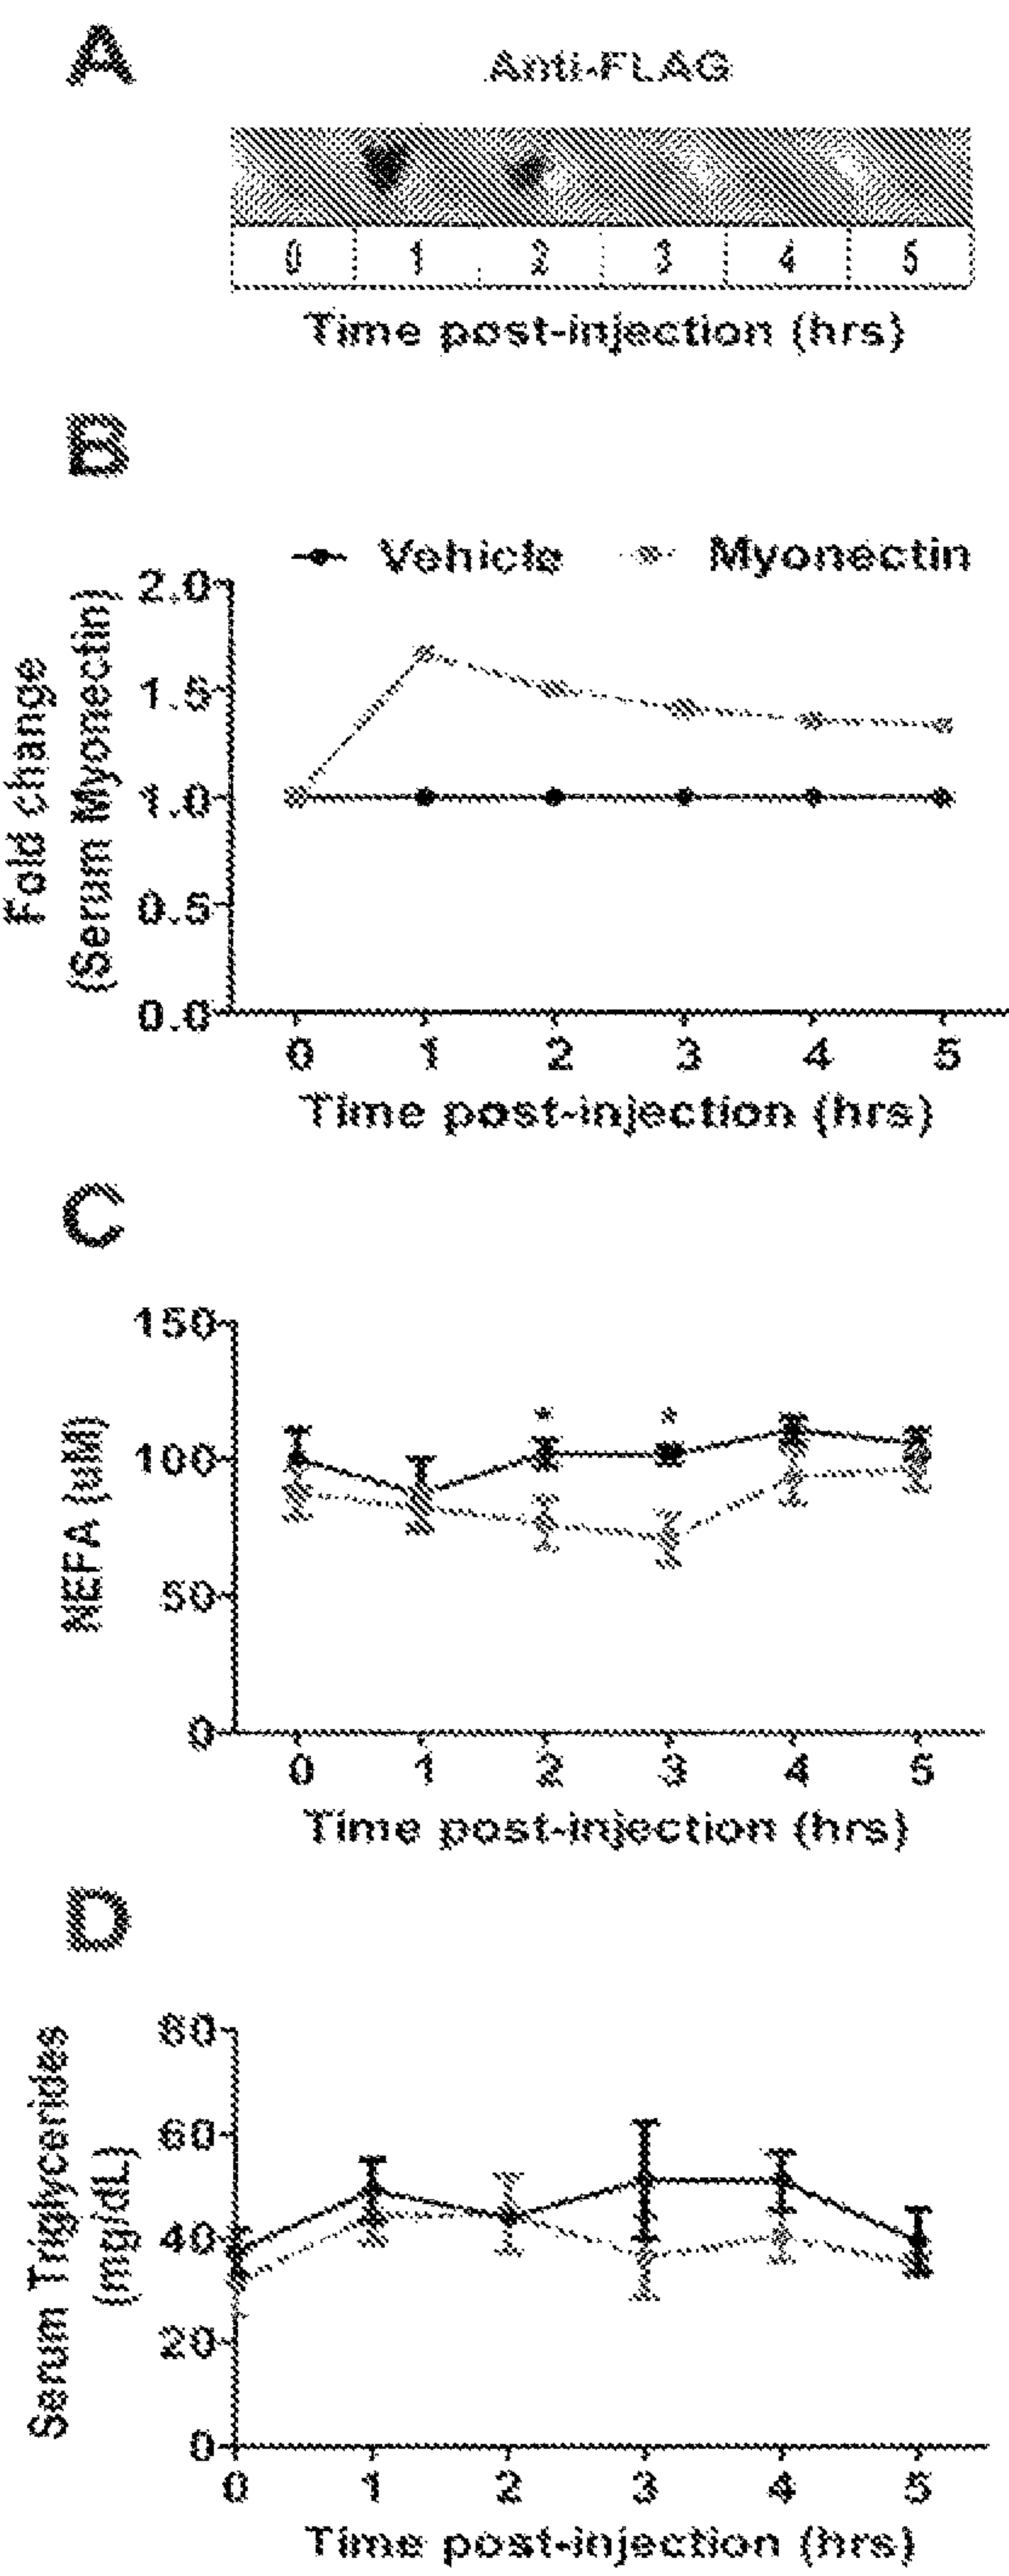 A
Anti-FLAG
0 1 2 3 4 5
Time post-injection (hrs)
B
Vehicle Myonectin
Fold change
(Serum Myonectin)
2.0
1.5
1.0
0.5
0.0
0 1 2 3 4 5
Time post-injection (hrs)
C
NEFA (uM)
150
* *
100
50
0
0 1 2 3 4 5
Time post-injection (hrs)
D
Serum Triglycerides
(mg/dL)
80
60
40
20
0
0 1 2 3 4 5
Time post-injection (hrs)